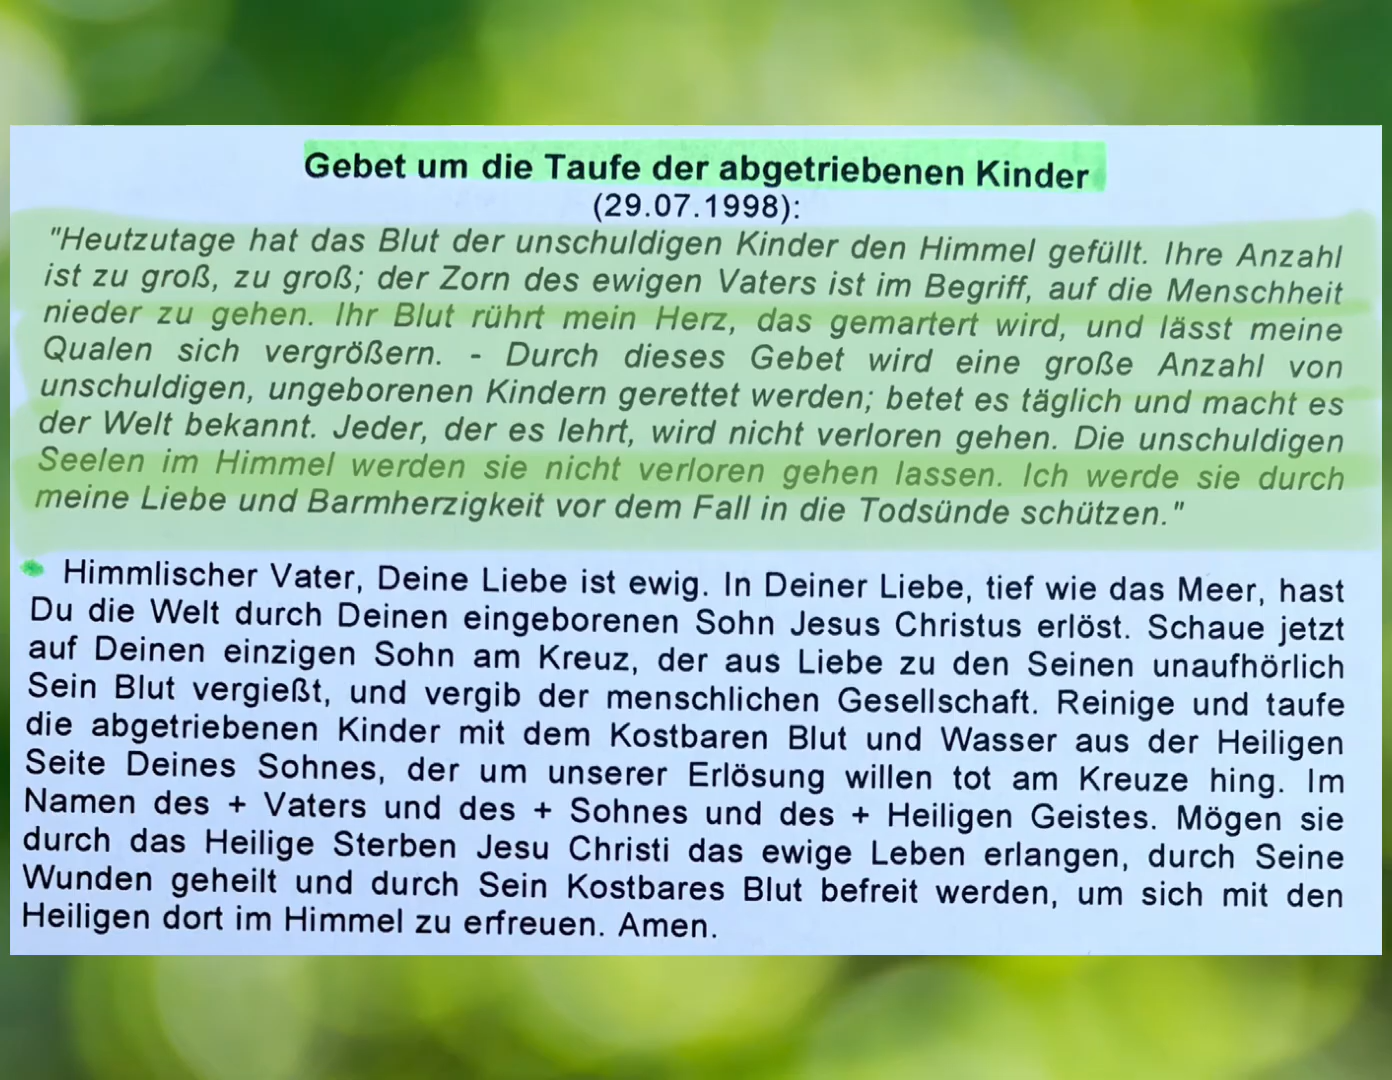 Gebet um die Taufe der abgetriebenen Kinder
(29.07.1998):
"Heutzutage hat das Blut der unschuldigen Kinder den Himmel gefüllt. Ihre Anzahl
ist zu groß, zu groß; der Zorn des ewigen Vaters ist im Begriff, auf die Menschheit
nieder zu gehen. Ihr Blut rührt mein Herz, das gemartert wird, und lässt meine
Qualen sich vergrößern. - Durch dieses Gebet wird eine große Anzahl von
unschuldigen, ungeborenen Kindern gerettet werden; betet es täglich und macht es
der Welt bekannt. Jeder, der es lehrt, wird nicht verloren gehen. Die unschuldigen
Seelen im Himmel werden sie nicht verloren gehen lassen. Ich werde sie durch
meine Liebe und Barmherzigkeit vor dem Fall in die Todsünde schützen."
Himmlischer Vater, Deine Liebe ist ewig. In Deiner Liebe, tief wie das Meer, hast
Du die Welt durch Deinen eingeborenen Sohn Jesus Christus erlöst. Schaue jetzt
auf Deinen einzigen Sohn am Kreuz, der aus Liebe zu den Seinen unaufhörlich
Sein Blut vergießt, und vergib der menschlichen Gesellschaft. Reinige und taufe
die abgetriebenen Kinder mit dem Kostbaren Blut und Wasser aus der Heiligen
Seite Deines Sohnes, der um unserer Erlösung willen tot am Kreuze hing. Im
Namen des + Vaters und des + Sohnes und des + Heiligen Geistes. Mögen sie
durch das Heilige Sterben Jesu Christi das ewige Leben erlangen, durch Seine
Wunden geheilt und durch Sein Kostbares Blut befreit werden, um sich mit den
Heiligen dort im Himmel zu erfreuen. Amen.